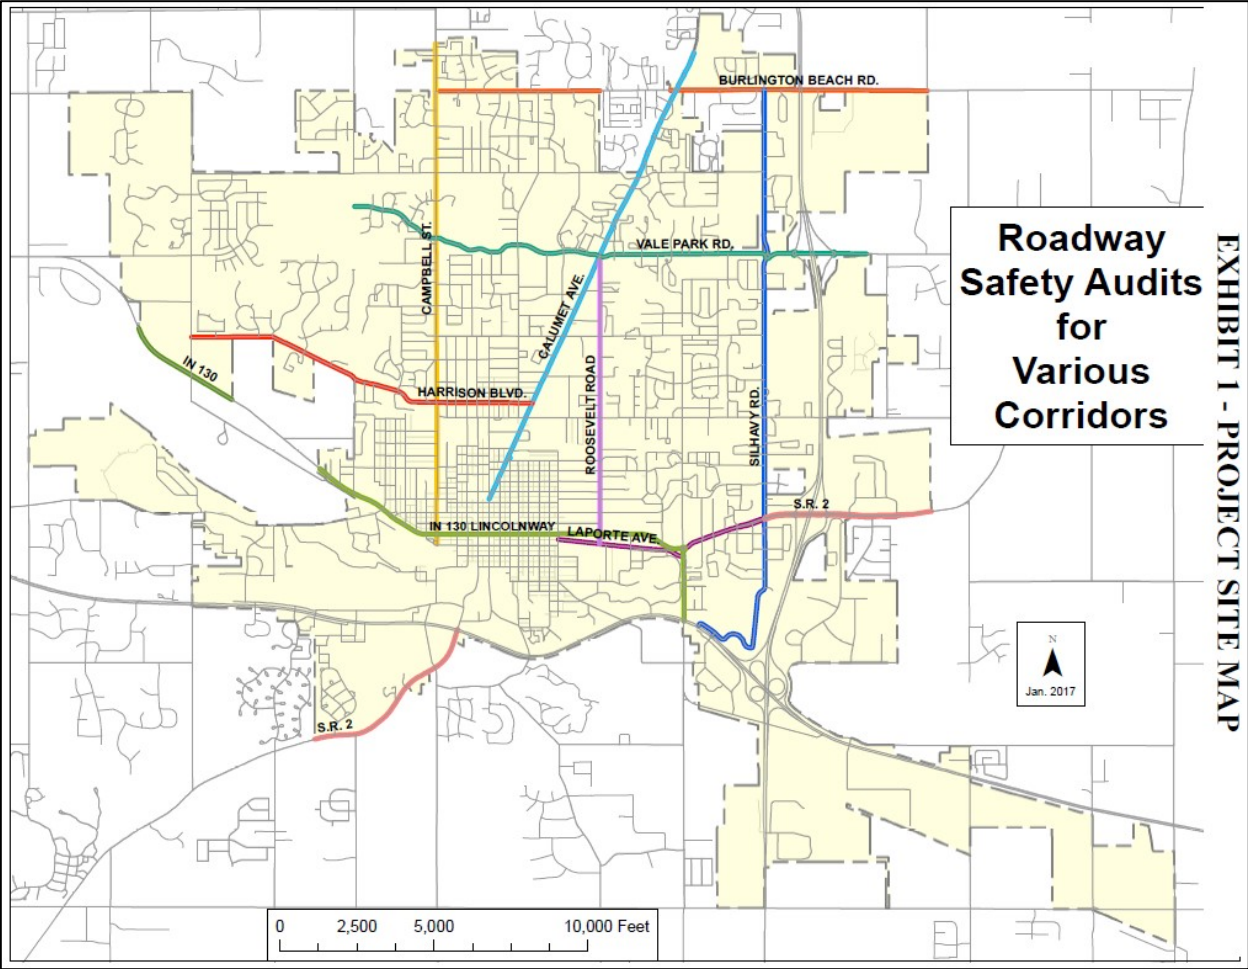 BURLINGTON BEACH RD.
Roadway
Safety Audits
for
Various
Corridors
EXHIBIT 1 - PROJECT SITE MAP
CAMPBELL ST.
VALE PARK RD.
CALUMET AVE.
IN 130
HARRISON BLVD.
ROOSEVELT ROAD
SILHAVY RD.
S.R. 2
IN 130 LINCOLNWAY
LAPORTE AVE.
N
Jan. 2017
S.R. 2
0 2,500 5,000 10,000 Feet